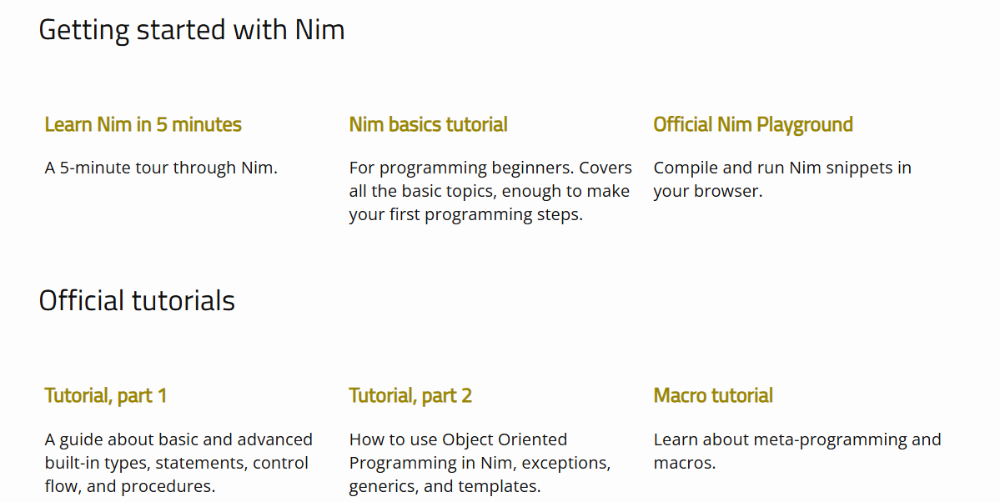 Getting started with Nim
Learn Nim in 5 minutes
A 5-minute tour through Nim.
Nim basics tutorial
For programming beginners. Covers
all the basic topics, enough to make
your first programming steps.
Official Nim Playground
Compile and run Nim snippets in
your browser.
Official tutorials
Tutorial, part 1
A guide about basic and advanced
built-in types, statements, control
flow, and procedures.
Tutorial, part 2
How to use Object Oriented
Programming in Nim, exceptions,
generics, and templates.
Macro tutorial
Learn about meta-programming and
macros.